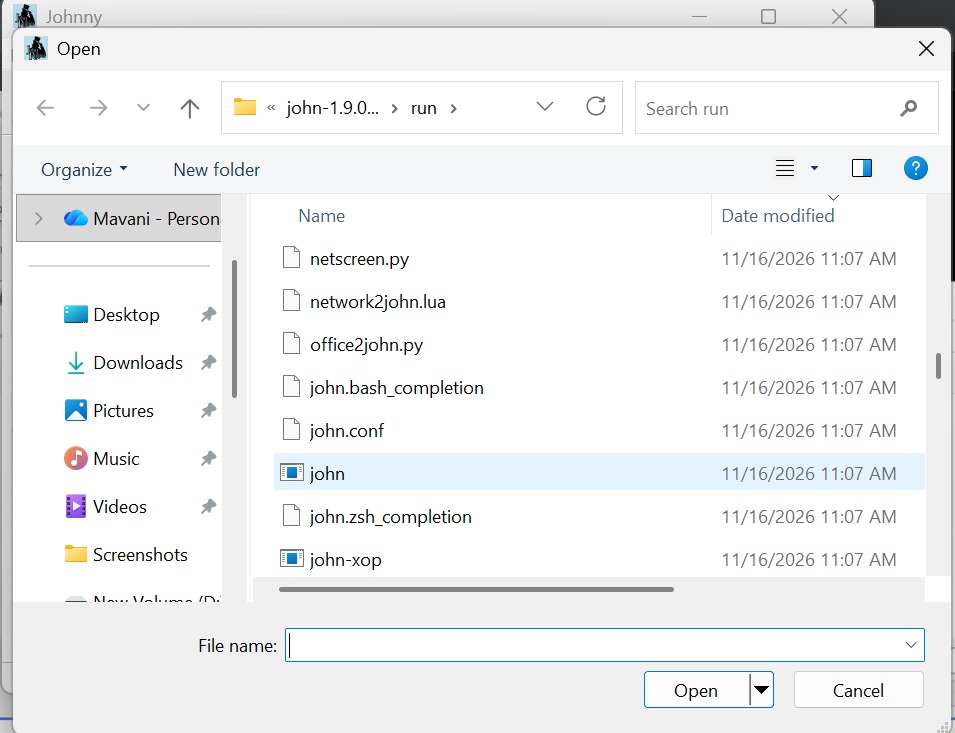 Johnny
Open
« john-1.9.0... › run ›
Search run
Organize
New folder
?
Mavani - Person
Name
Date modified
netscreen.py 11/16/2026 11:07 AM
network2john.lua 11/16/2026 11:07 AM
office2john.py 11/16/2026 11:07 AM
john.bash_completion 11/16/2026 11:07 AM
john.conf 11/16/2026 11:07 AM
john 11/16/2026 11:07 AM
john.zsh_completion 11/16/2026 11:07 AM
john-xop 11/16/2026 11:07 AM
Desktop
Downloads
Pictures
Music
Videos
Screenshots
New Volume (D:
File name:
Open
Cancel